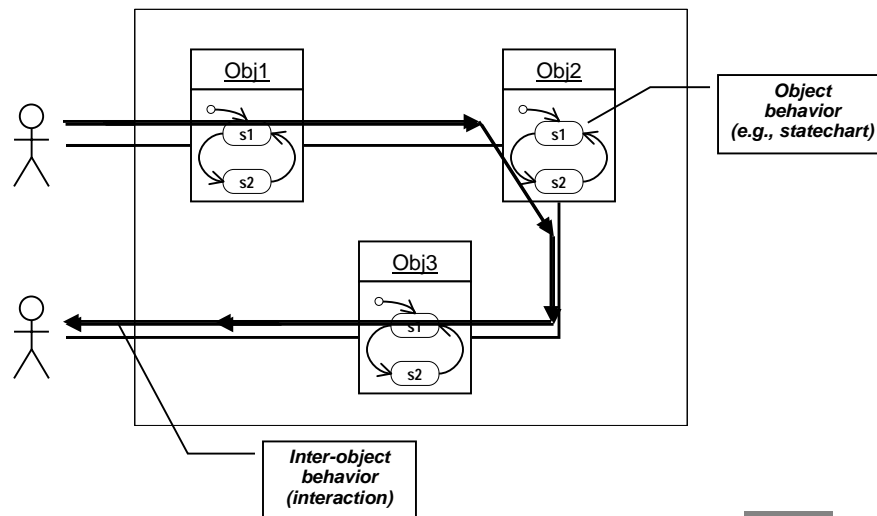 Obj1
s1
s2
Obj2
s1
s2
Object
behavior
(e.g., statechart)
Obj3
s1
s2
Inter-object
behavior
(interaction)